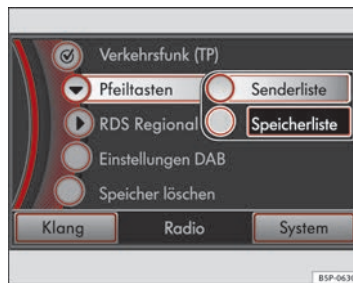 Verkehrsfunk (TP)
Pfeiltasten
Senderliste
RDS Regional
Speicherliste
Einstellungen DAB
Speicher löschen
Klang
Radio
System
B5P-0630